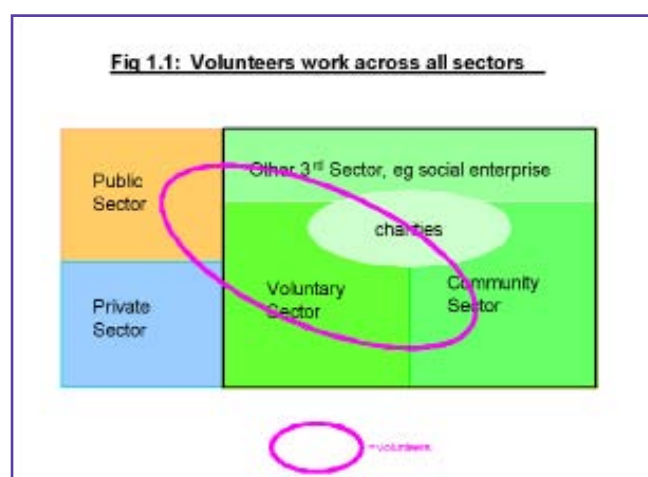 Fig 1.1: Volunteers work across all sectors
Public
Sector
Other 3rd Sector, eg social enterprise
charities
Voluntary
Sector
Community
Sector
Private
Sector
=volunteers